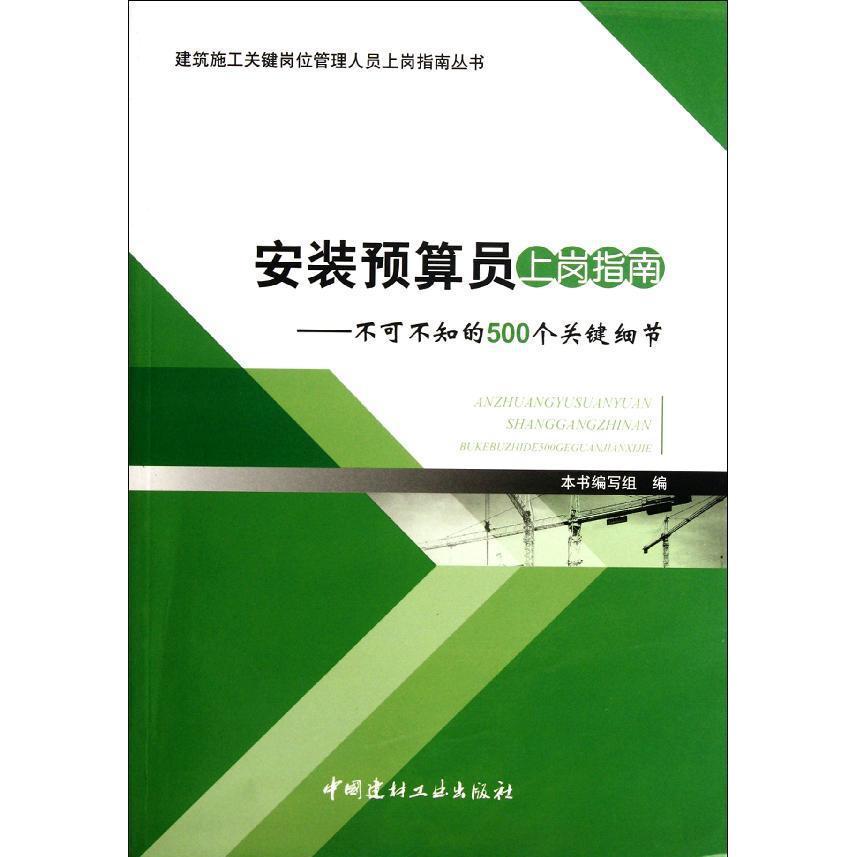 建筑施工关键岗位管理人员上岗指南丛书
安装预算员上岗指南
——不可不知的500个关键细节
ANZHUANGYUSUANYUAN
SHANGGANGZHINAN
BUKEBUZHIDE500GEGUANJIANXIJIE
本书编写组 编
中国建材工业出版社